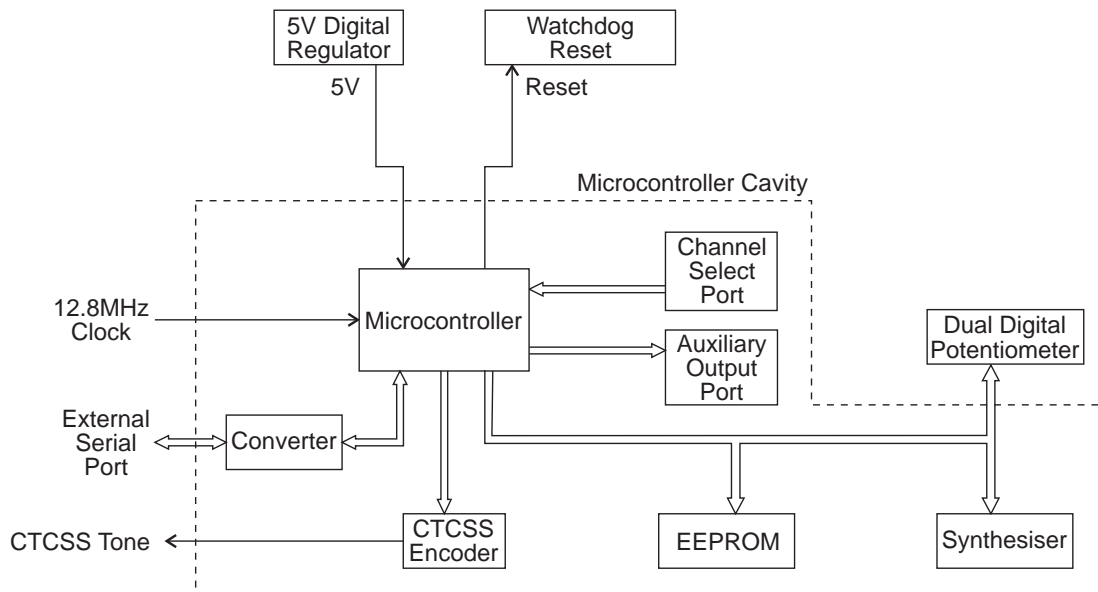 5V Digital
Regulator
Watchdog
Reset
5V
Reset
Microcontroller Cavity
Channel
Select
Port
12.8MHz
Clock
Microcontroller
Auxiliary
Output
Port
Dual Digital
Potentiometer
External
Serial
Port
Converter
CTCSS Tone
CTCSS
Encoder
EEPROM
Synthesiser